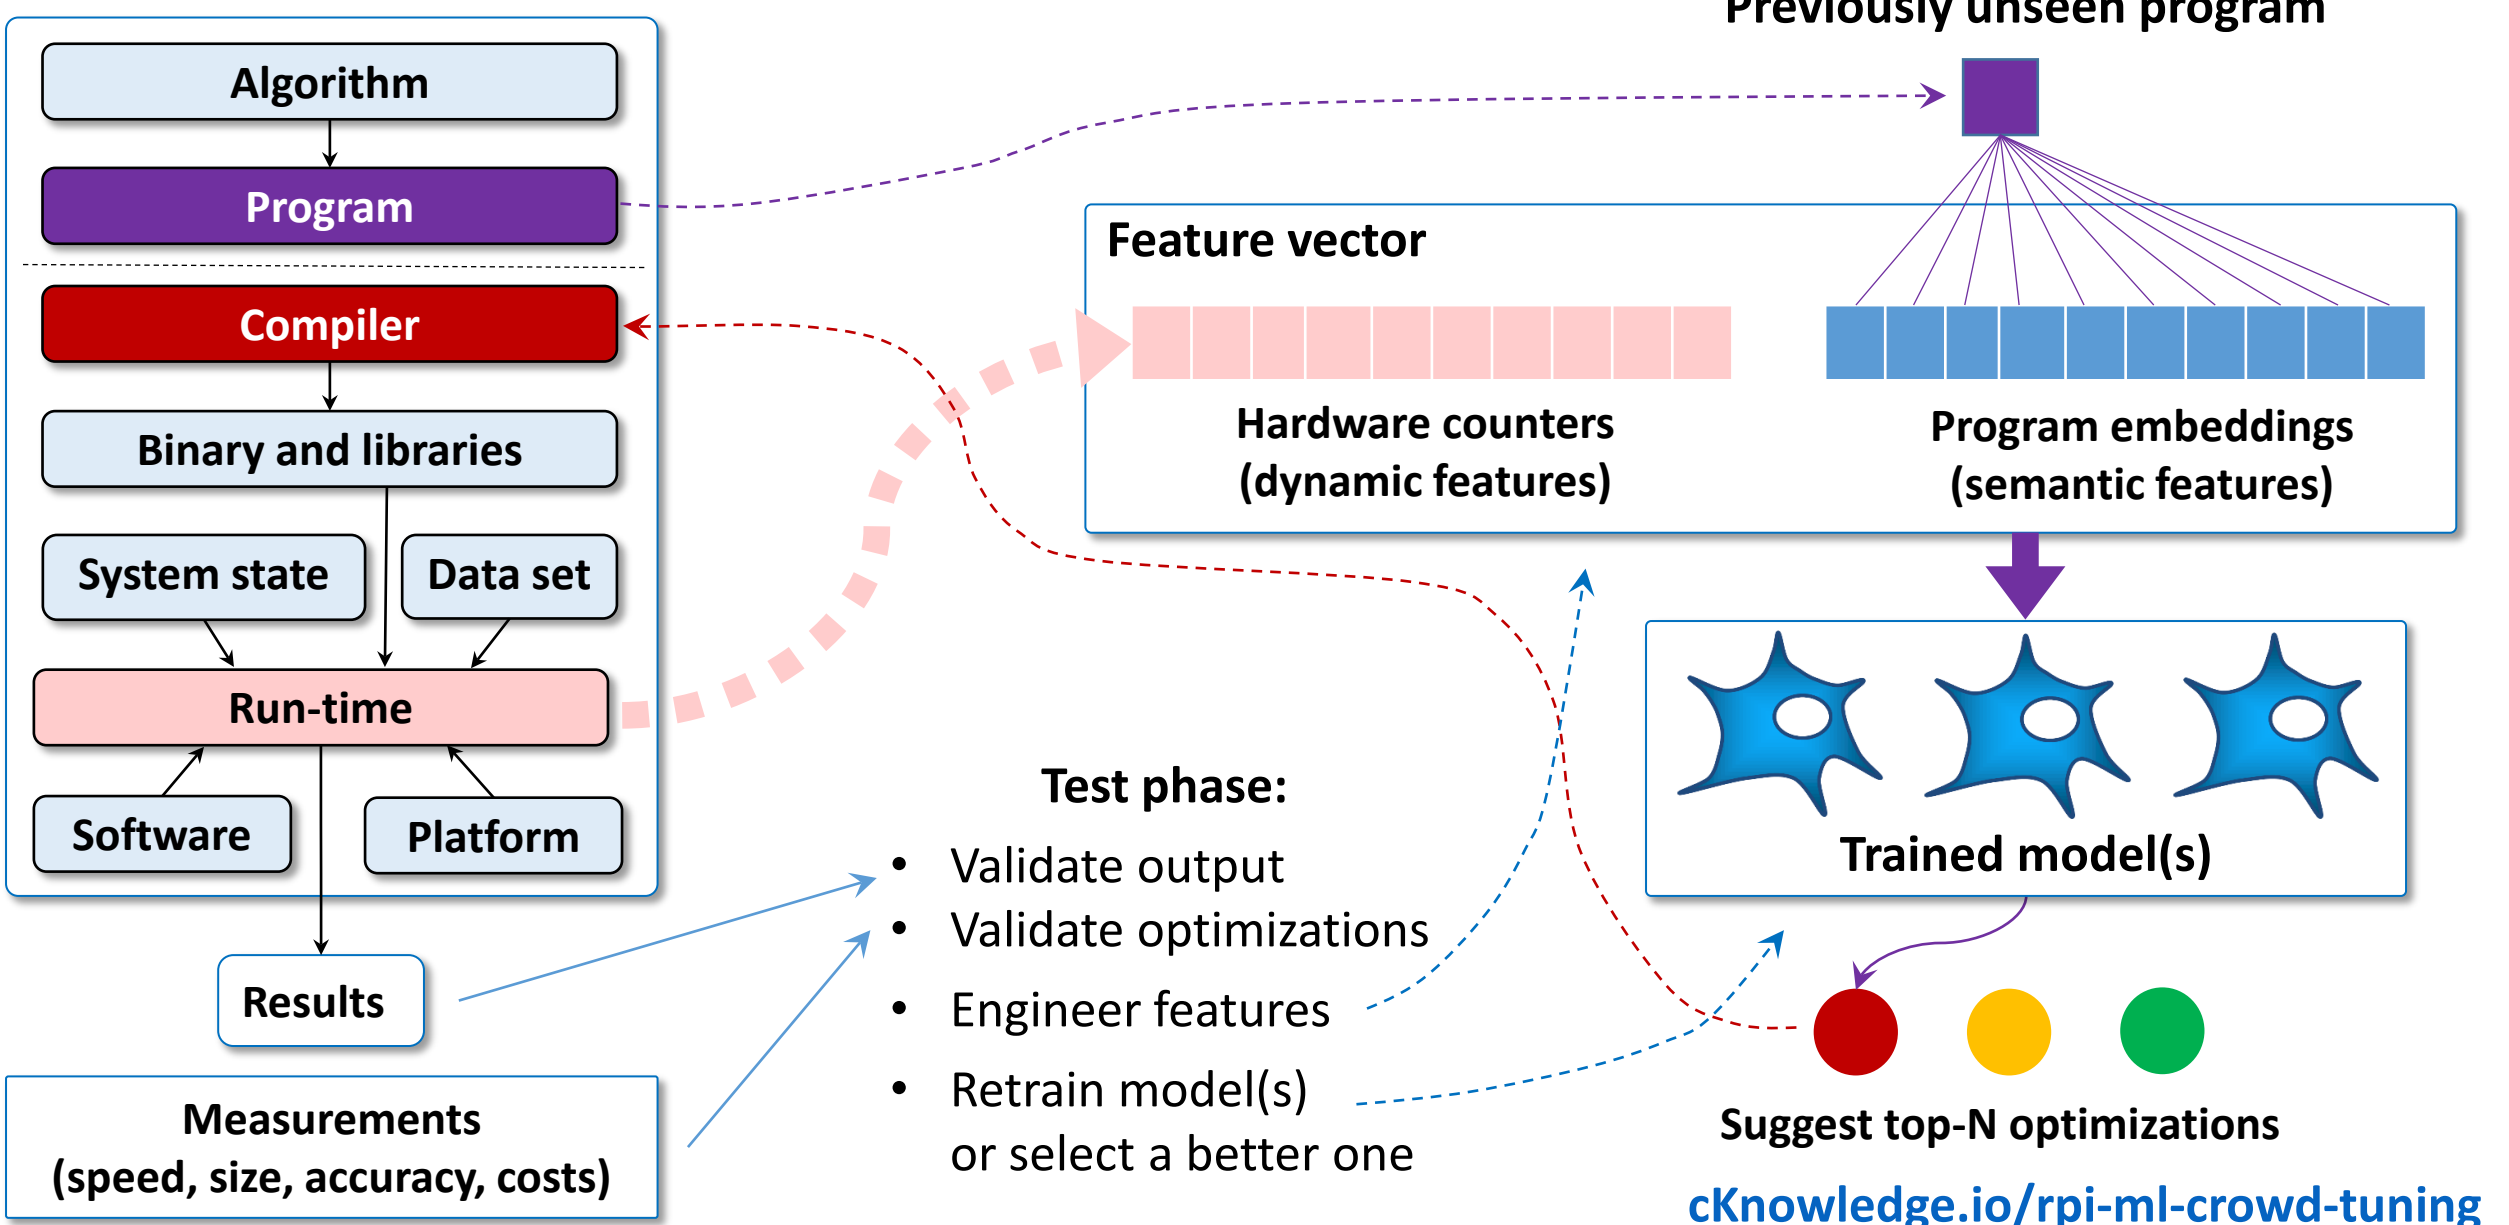 Previously unseen program
Algorithm
Program
Compiler
Binary and libraries
System state
Data set
Run-time
Software
Platform
Results
Measurements
(speed, size, accuracy, costs)
Feature vector
Hardware counters
(dynamic features)
Program embeddings
(semantic features)
Test phase:
• Validate output
• Validate optimizations
• Engineer features
• Retrain model(s)
or select a better one
Trained model(s)
Suggest top-N optimizations
cKnowledge.io/rpi-ml-crowd-tuning